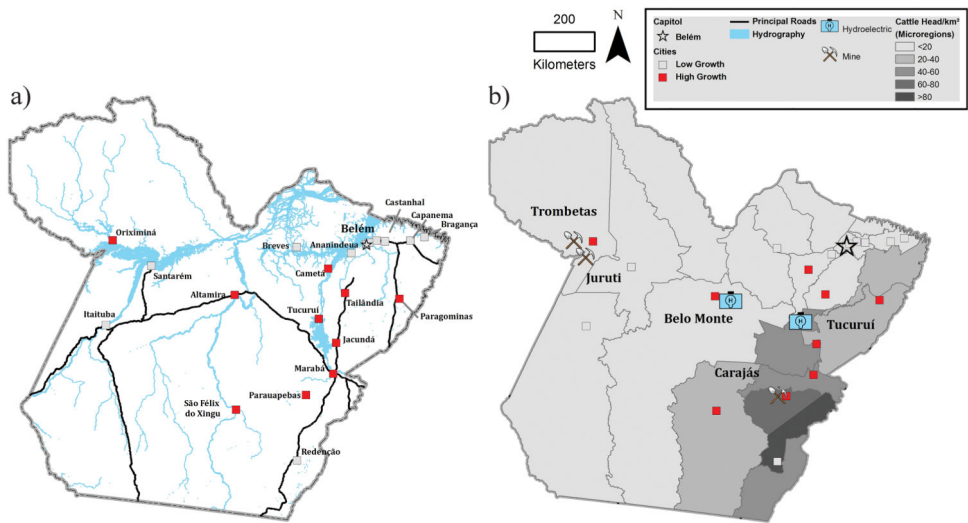 200
Kilometers
N
Capitol
Belém
Cities
Low Growth
High Growth
Principal Roads
Hydrography
H
Hydroelectric
Mine
Cattle Head/km²
(Microregions)
<20
20-40
40-60
60-80
>80
a)
Oriximiná
Santarém
Itaituba
Altamira
Breves
Belém
Ananindeua
Castanhal
Capanema
Bragança
Cametá
Tailândia
Paragominas
Tucuruí
Jacundá
Marabá
Parauapebas
São Félix
do Xingu
Redenção
b)
Trombetas
Juruti
Belo Monte
H
H
Tucuruí
Carajás